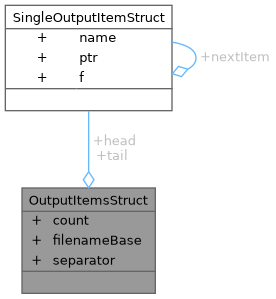 SingleOutputItemStruct
+ name
+ ptr
+ f
+nextItem
+head
+tail
OutputItemsStruct
+ count
+ filenameBase
+ separator